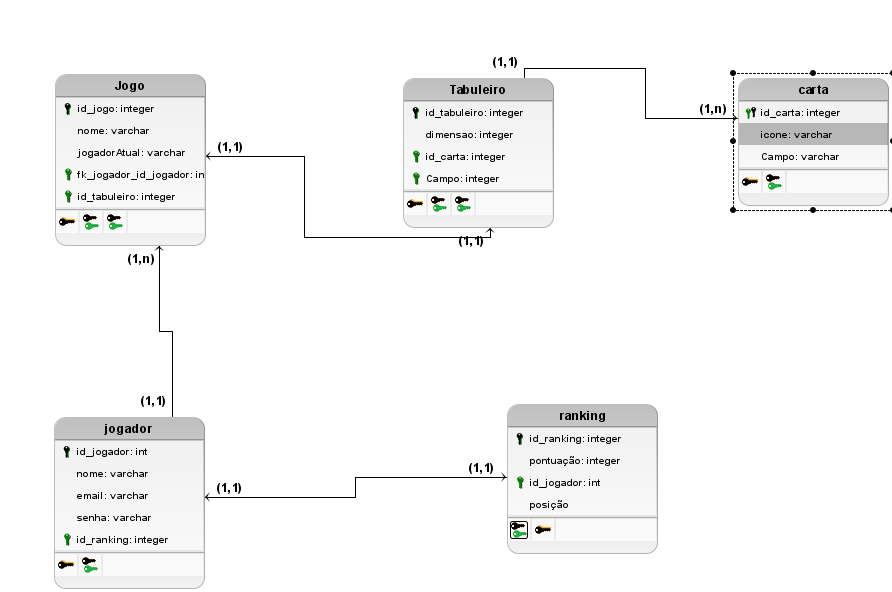 Jogo
id_jogo: integer
nome: varchar
jogadorAtual: varchar
fk_jogador_id_jogador: in
id_tabuleiro: integer
(1,1)
(1,n)
Tabuleiro
id_tabuleiro: integer
dimensao: integer
id_carta: integer
Campo: integer
(1,1)
(1,1)
(1,n)
carta
id_carta: integer
icone: varchar
Campo: varchar
(1,1)
jogador
id_jogador: int
nome: varchar
email: varchar
senha: varchar
id_ranking: integer
(1,1)
(1,1)
ranking
id_ranking: integer
pontuação: integer
id_jogador: int
posição